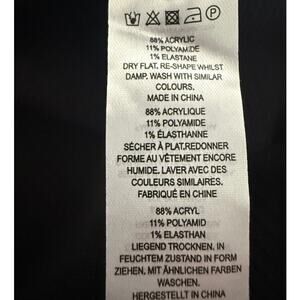 P
88% ACRYLIC
11% POLYAMIDE
1% ELASTANE
DRY FLAT. RE-SHAPE WHILST
DAMP. WASH WITH SIMILAR
COLOURS.
MADE IN CHINA
88% ACRYLIQUE
11% POLYAMIDE
1% ÉLASTHANNE
SÉCHER À PLAT.REDONNER
FORME AU VÊTEMENT ENCORE
HUMIDE. LAVER AVEC DES
COULEURS SIMILAIRES.
FABRIQUÉ EN CHINE
88% ACRYL
11% POLYAMID
1% ELASTHAN
LIEGEND TROCKNEN. IN
FEUCHTEM ZUSTAND IN FORM
ZIEHEN. MIT ÄHNLICHEN FARBEN
WASCHEN.
HERGESTELLT IN CHINA